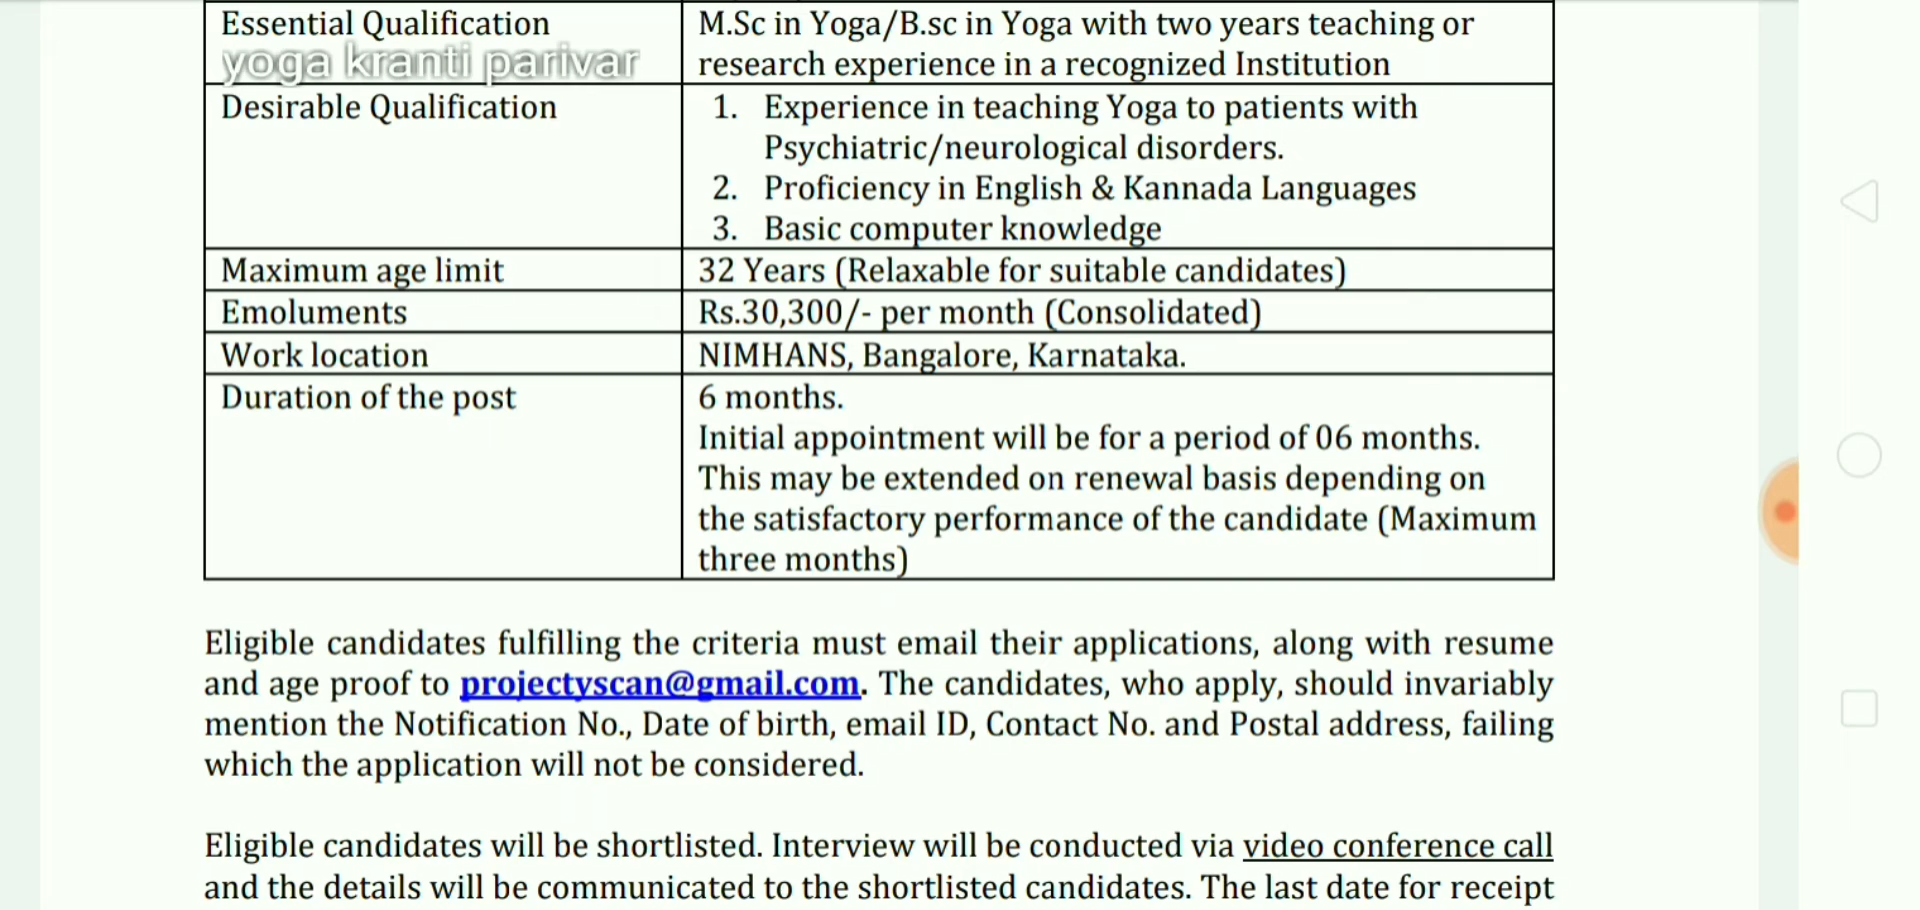 Essential Qualification
M.Sc in Yoga/B.sc in Yoga with two years teaching or
yoga kranti parivar
research experience in a recognized Institution
Desirable Qualification
1. Experience in teaching Yoga to patients with
Psychiatric/neurological disorders.
2. Proficiency in English & Kannada Languages
3. Basic computer knowledge
Maximum age limit
32 Years (Relaxable for suitable candidates)
Emoluments
Rs.30,300/- per month (Consolidated)
Work location
NIMHANS, Bangalore, Karnataka.
Duration of the post
6 months.
Initial appointment will be for a period of 06 months.
This may be extended on renewal basis depending on
the satisfactory performance of the candidate (Maximum
three months)
Eligible candidates fulfilling the criteria must email their applications, along with resume
and age proof to projectyscan@gmail.com. The candidates, who apply, should invariably
mention the Notification No., Date of birth, email ID, Contact No. and Postal address, failing
which the application will not be considered.
Eligible candidates will be shortlisted. Interview will be conducted via video conference call
and the details will be communicated to the shortlisted candidates. The last date for receipt